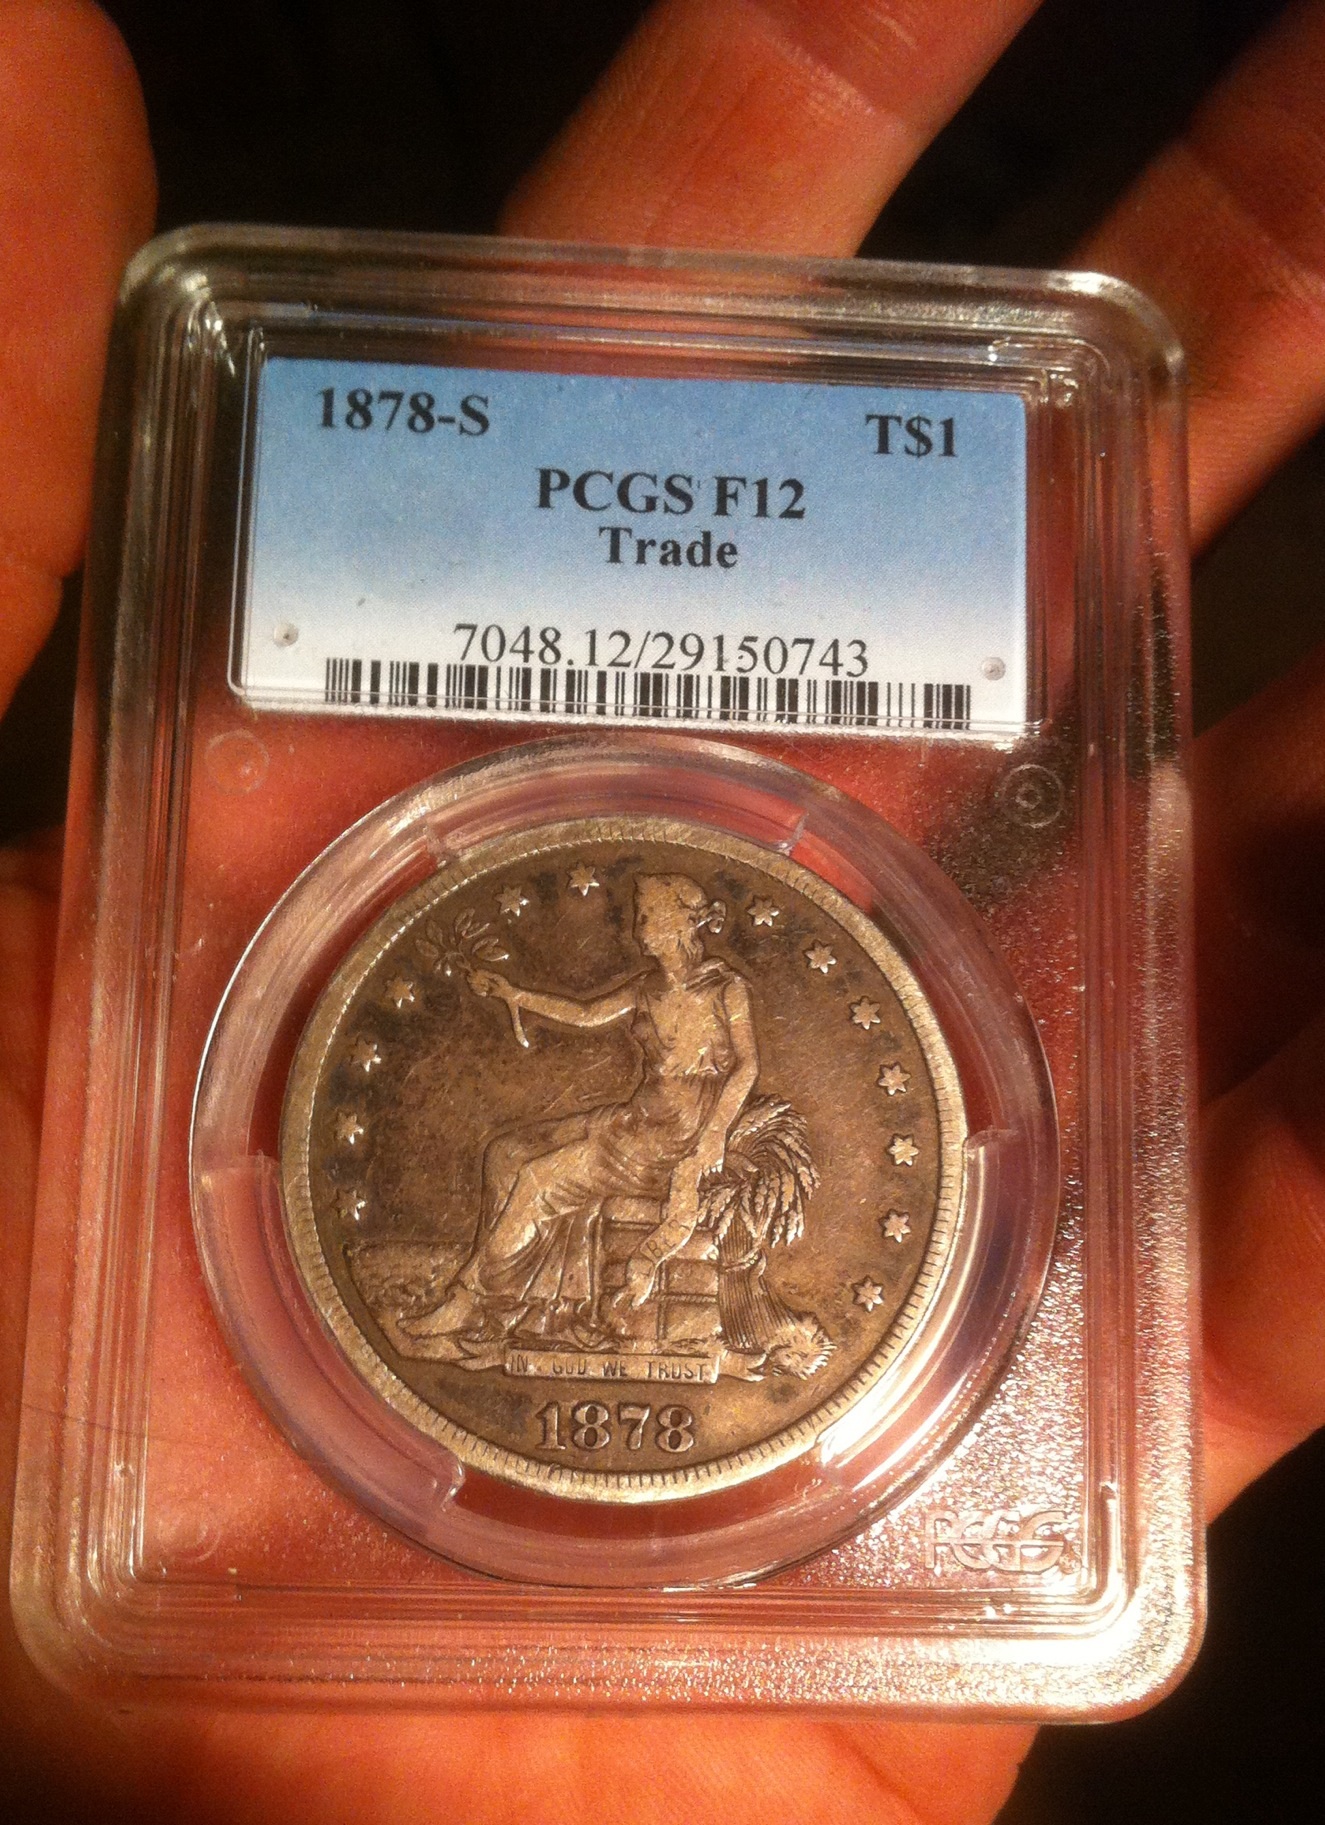 1878-S
T$1
PCGS F12
Trade
7048.12/29150743
IN GOD WE TRUST
1878
PCGS